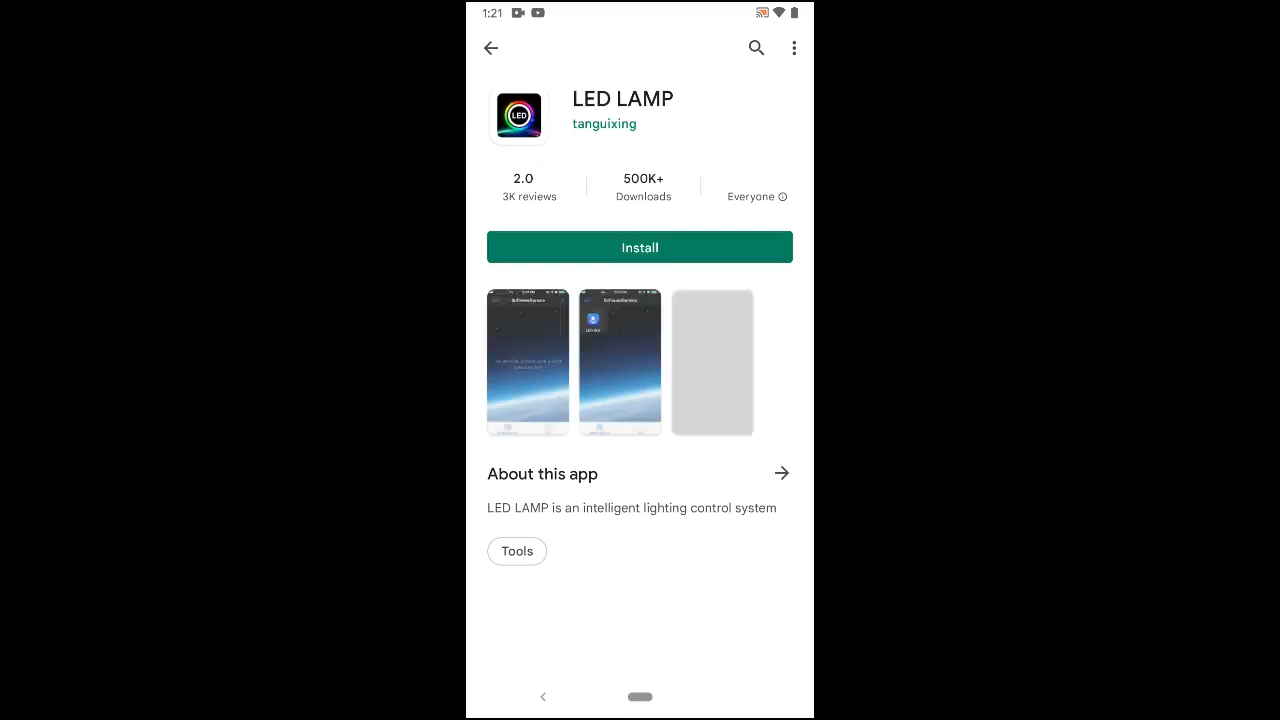 1:21
LED
LED LAMP
tanguixing
2.0
3K reviews
500K+
Downloads
Everyone
Install
About this app
LED LAMP is an intelligent lighting control system
Tools